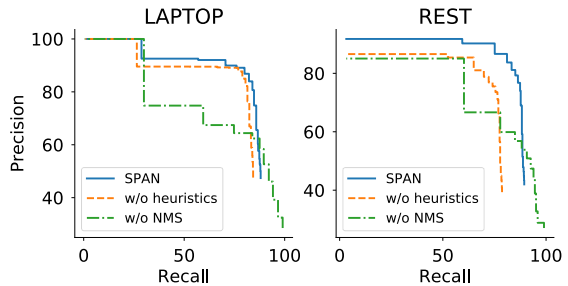 LAPTOP
Precision
100
80
60
40
0
50
100
Recall
SPAN
w/o heuristics
w/o NMS
REST
80
60
40
0
50
100
Recall
SPAN
w/o heuristics
w/o NMS